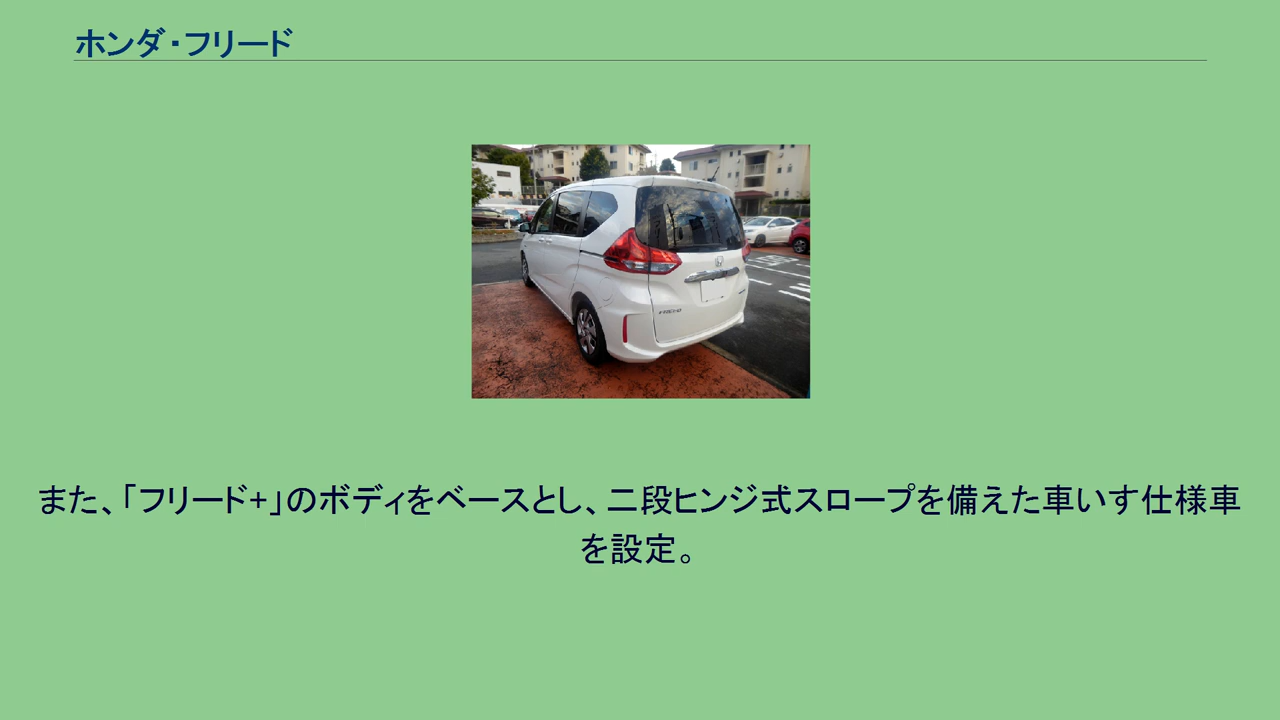 ホンダ・フリード
FREED
また、「フリード+」のボディをベースとし、二段ヒンジ式スロープを備えた車いす仕様車
を設定。